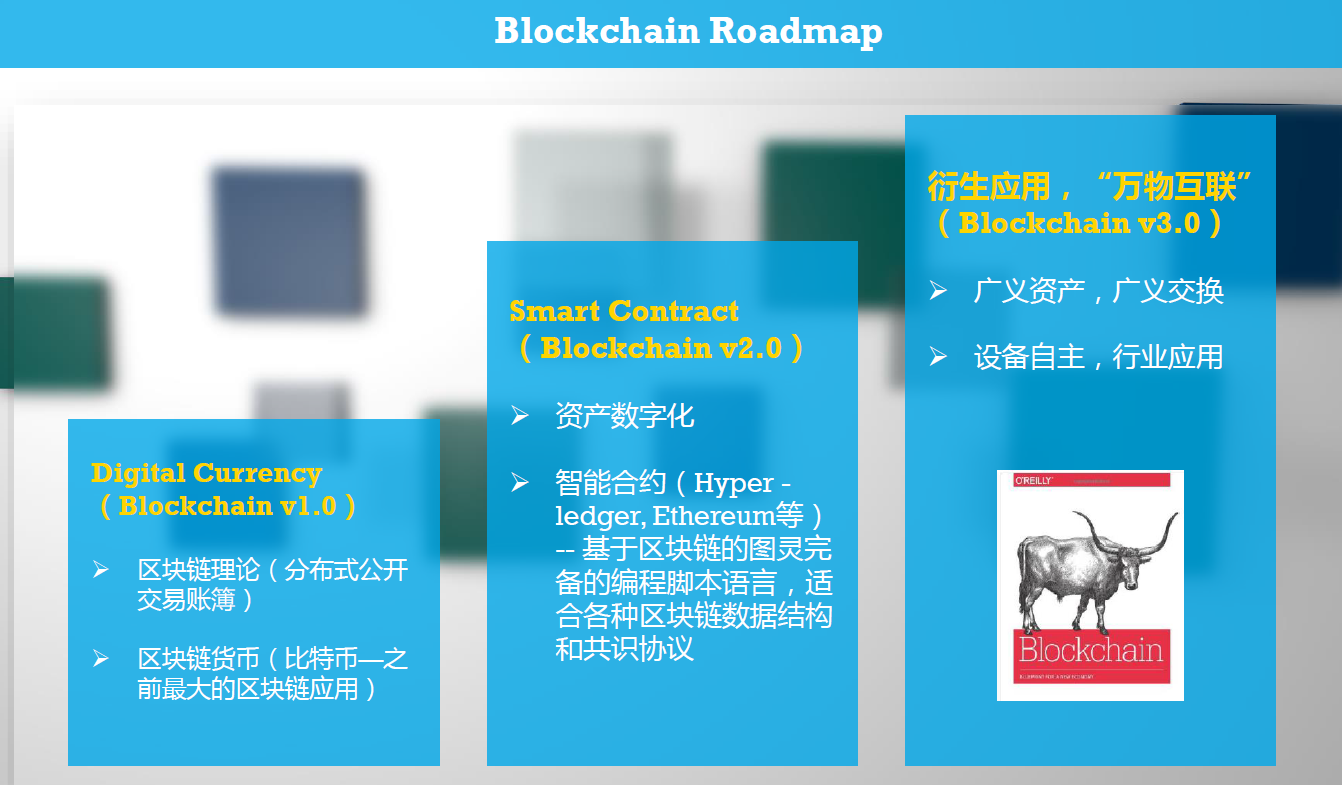 Blockchain Roadmap
Digital Currency
（Blockchain v1.0）
区块链理论（分布式公开
交易账簿）
区块链货币（比特币—之
前最大的区块链应用）
Smart Contract
（Blockchain v2.0）
资产数字化
智能合约（Hyper -
ledger, Ethereum等）
-- 基于区块链的图灵完
备的编程脚本语言，适
合各种区块链数据结构
和共识协议
衍生应用，“万物互联”
（Blockchain v3.0）
广义资产，广义交换
设备自主，行业应用
O'REILLY
Blockchain
BLUEPRINT FOR A NEW ECONOMY